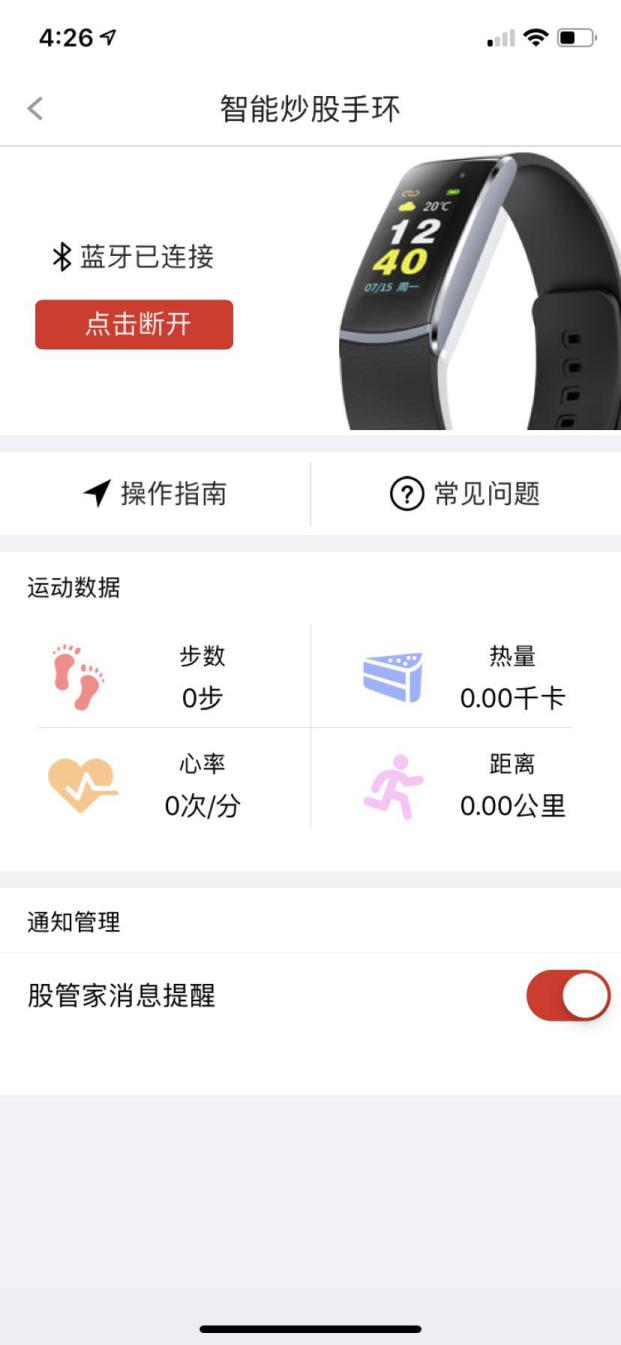 4:26
智能炒股手环
20℃
12
40
07/15 周一
蓝牙已连接
点击断开
操作指南
常见问题
运动数据
步数
0步
热量
0.00千卡
心率
0次/分
距离
0.00公里
通知管理
股管家消息提醒